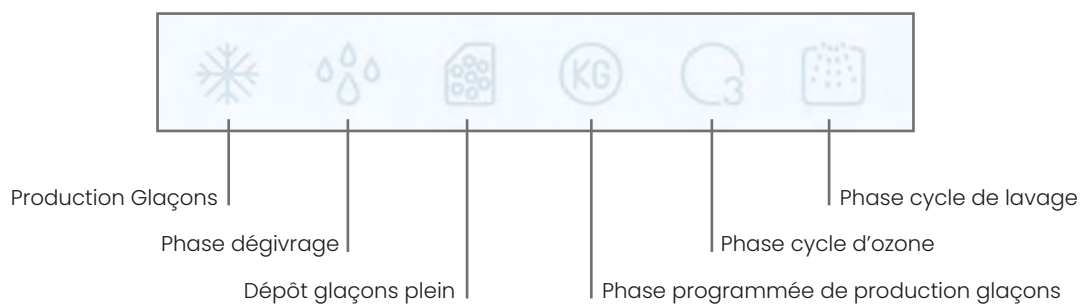 KG
3
Production Glaçons
Phase cycle de lavage
Phase dégivrage
Phase cycle d’ozone
Dépôt glaçons plein
Phase programmée de production glaçons